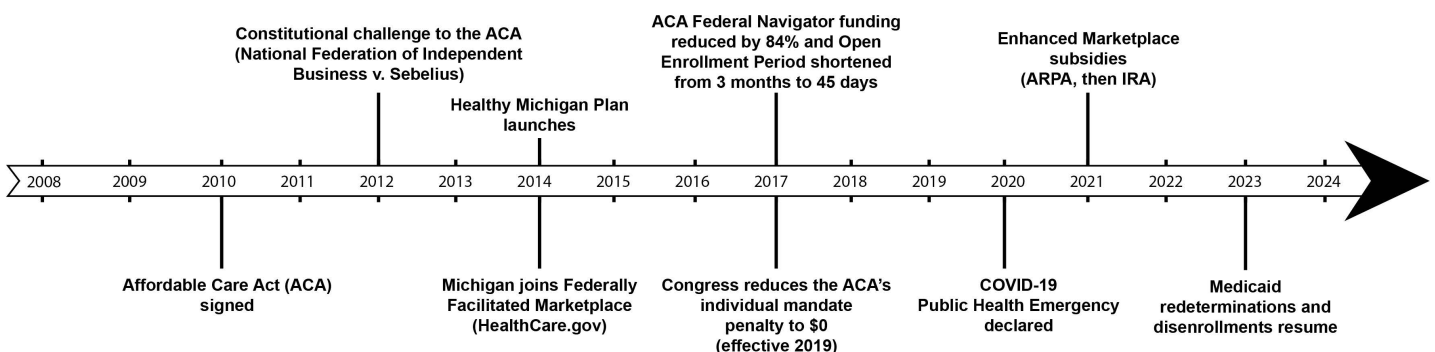 Constitutional challenge to the ACA
(National Federation of Independent
Business v. Sebelius)
Healthy Michigan Plan
launches
ACA Federal Navigator funding
reduced by 84% and Open
Enrollment Period shortened
from 3 months to 45 days
Enhanced Marketplace
subsidies
(ARPA, then IRA)
2008 2009 2010 2011 2012 2013 2014 2015 2016 2017 2018 2019 2020 2021 2022 2023 2024
Affordable Care Act (ACA)
signed
Michigan joins Federally
Facilitated Marketplace
(HealthCare.gov)
Congress reduces the ACA's
individual mandate
penalty to $0
(effective 2019)
COVID-19
Public Health Emergency
declared
Medicaid
redeterminations and
disenrollments resume